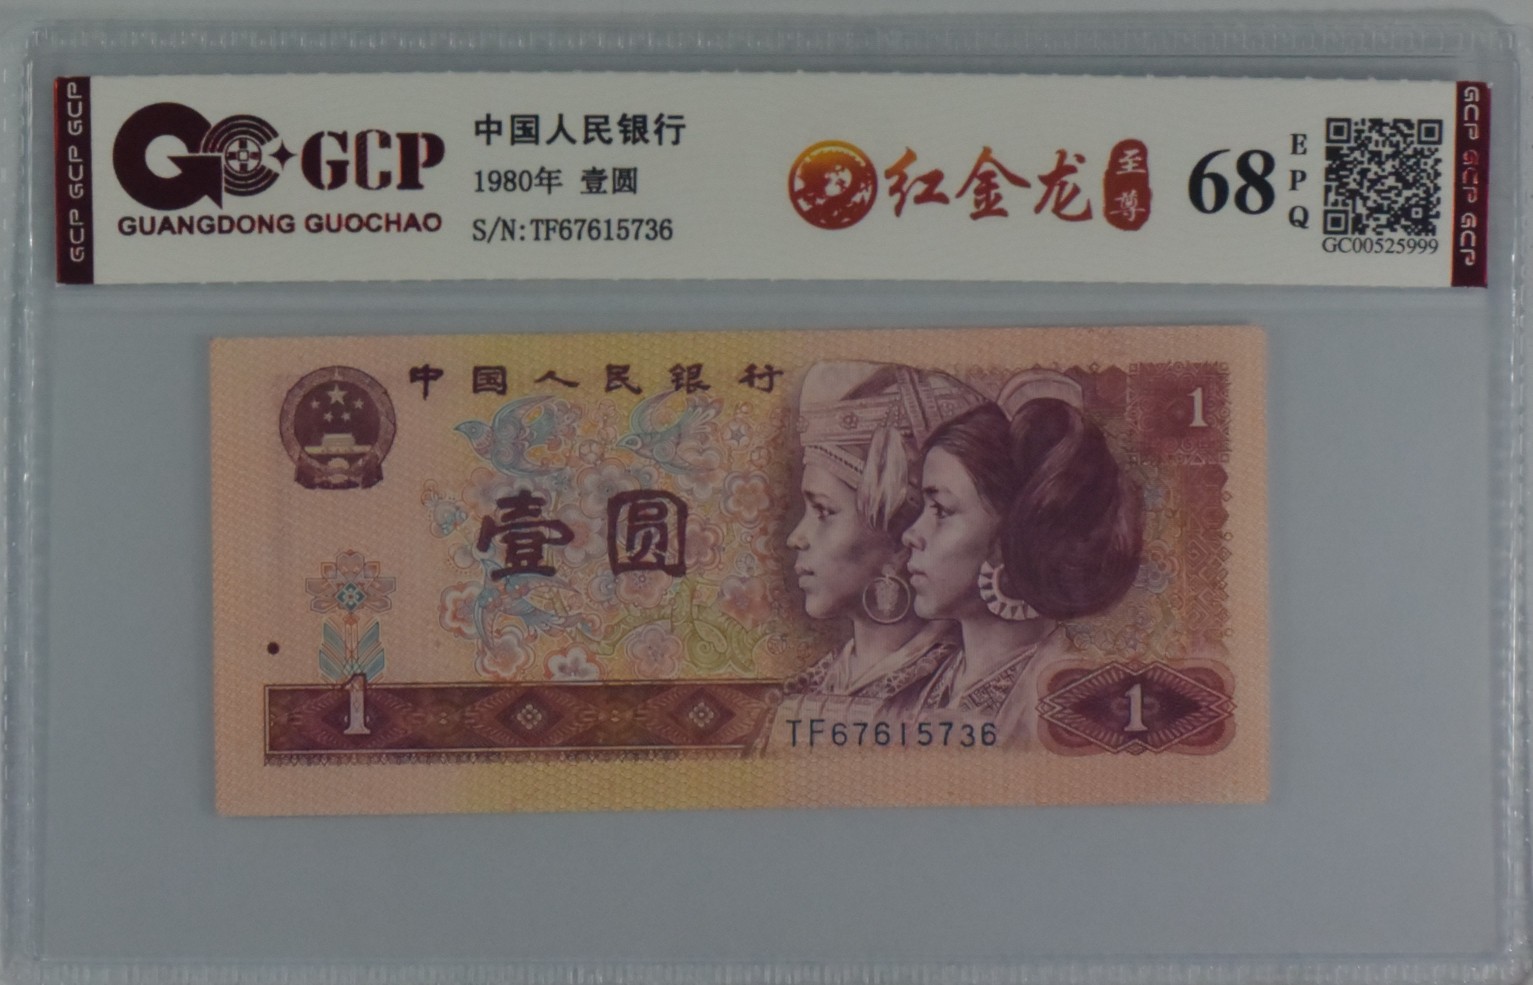 GCP GCP GCP
GCP
GUANGDONG GUOCHAO
中国人民银行
1980年 壹圆
S/N:TF67615736
红金龙
至尊
68
EPQ
GC00525999
GCP GCP GCP
中国人民银行
1
壹圆
1
TF67615736
1